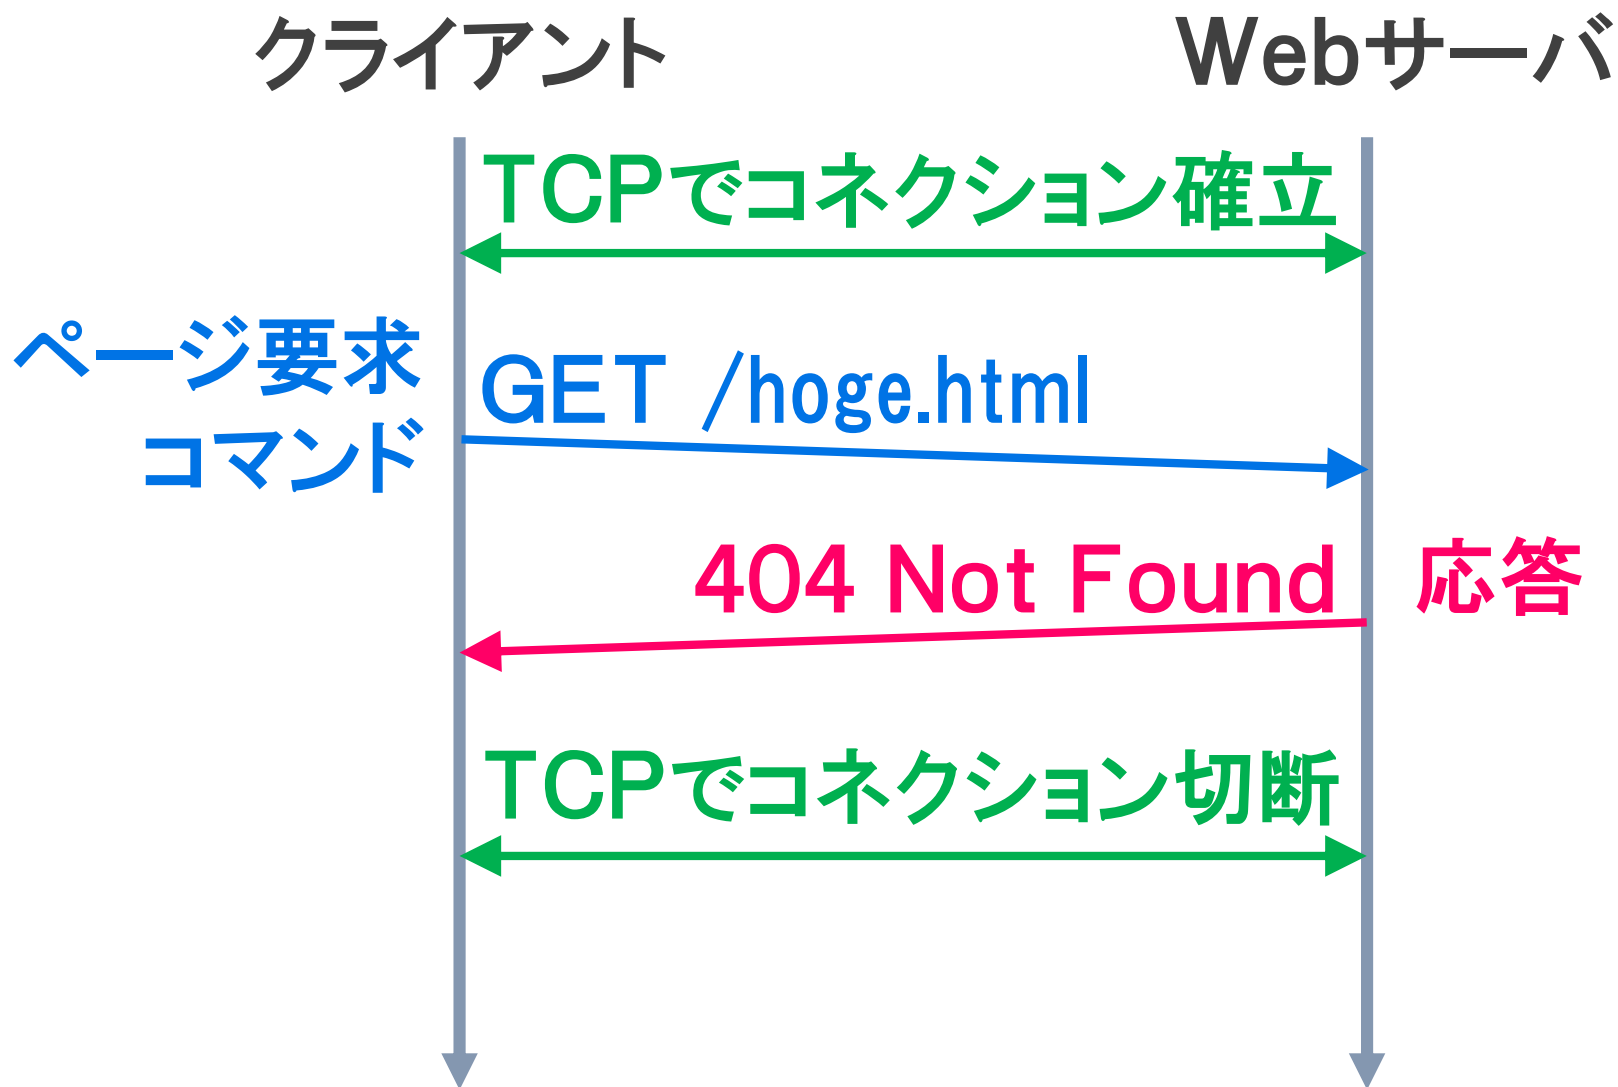 クライアント
Webサーバ
TCPでコネクション確立
ページ要求
コマンド
GET /hoge.html
404 Not Found
応答
TCPでコネクション切断